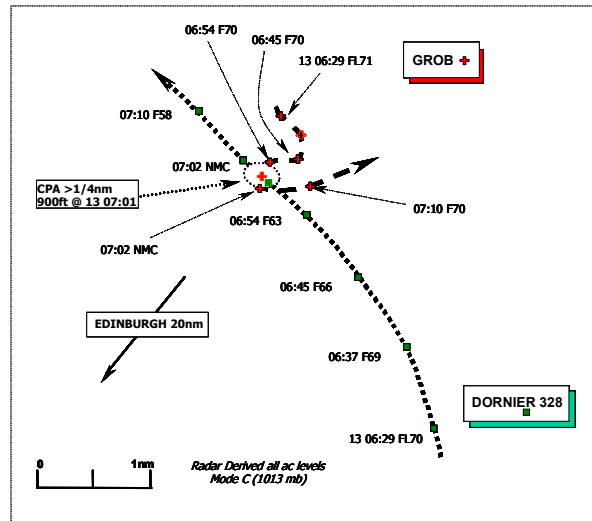 06:54 F70
06:45 F70
13 06:29 FL71
GROB
07:10 F58
07:02 NMC
CPA >1/4nm
900ft @ 13 07:01
07:10 F70
06:54 F63
07:02 NMC
06:45 F66
EDINBURGH 20nm
06:37 F69
DORNIER 328
13 06:29 FL70
0
1nm
Radar Derived all ac levels
Mode C (1013 mb)